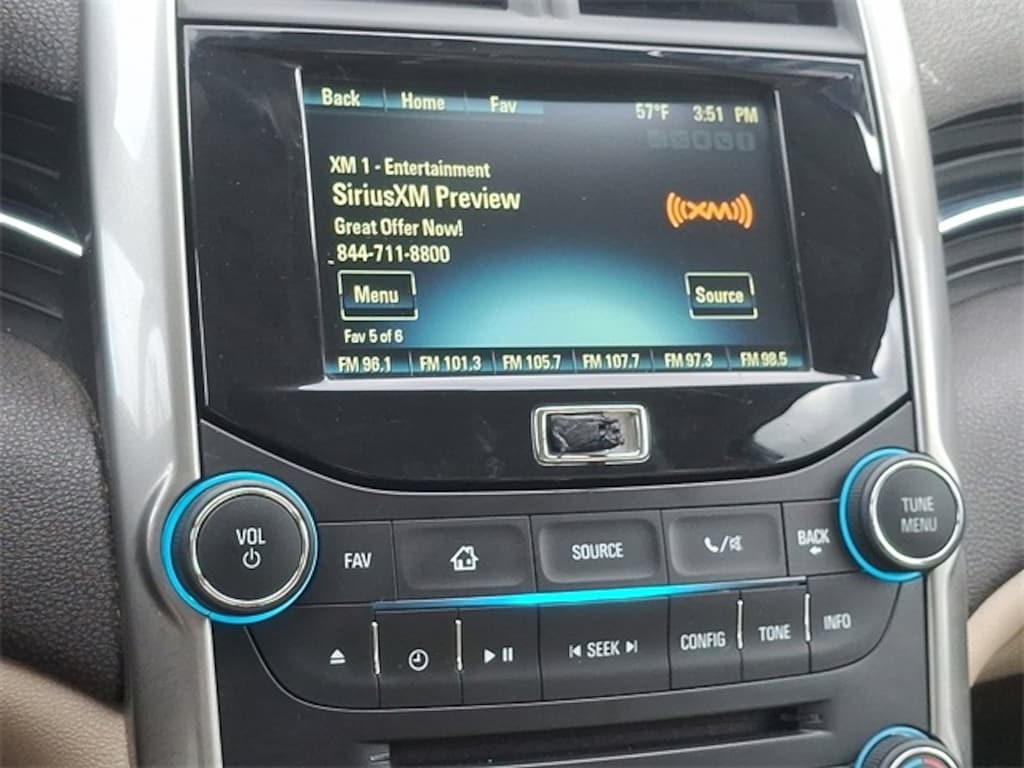 Back Home Fav 57°F 3:51 PM
XM 1 - Entertainment
SiriusXM Preview
Great Offer Now!
844-711-8800
((XM))
Menu Source
Fav 5 of 6
FM 96.1 FM 101.3 FM 105.7 FM 107.7 FM 97.3 FM 98.5
VOL
FAV
SOURCE
BACK
TUNE
MENU
SEEK
CONFIG
TONE
INFO